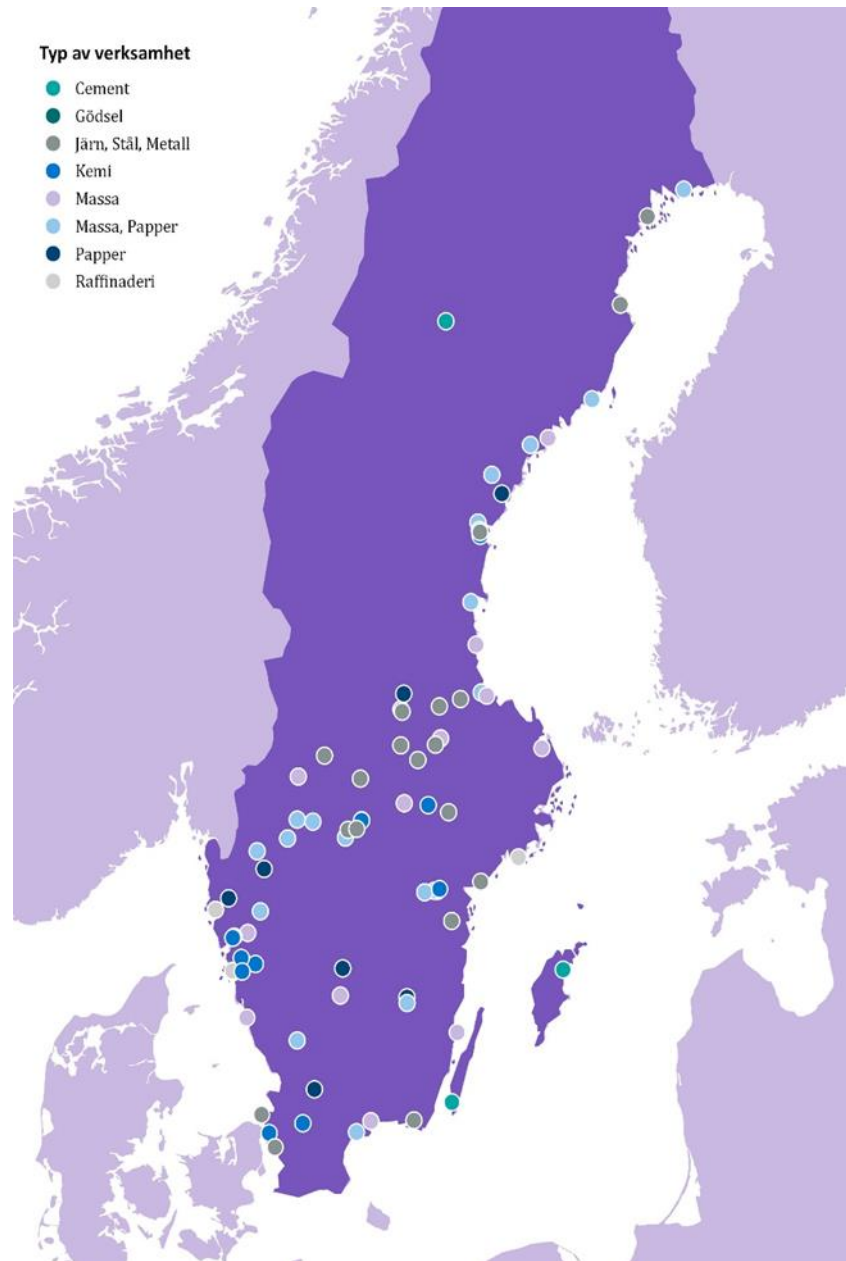 Typ av verksamhet
Cement
Gödsel
Järn, Stål, Metall
Kemi
Massa
Massa, Papper
Papper
Raffinaderi